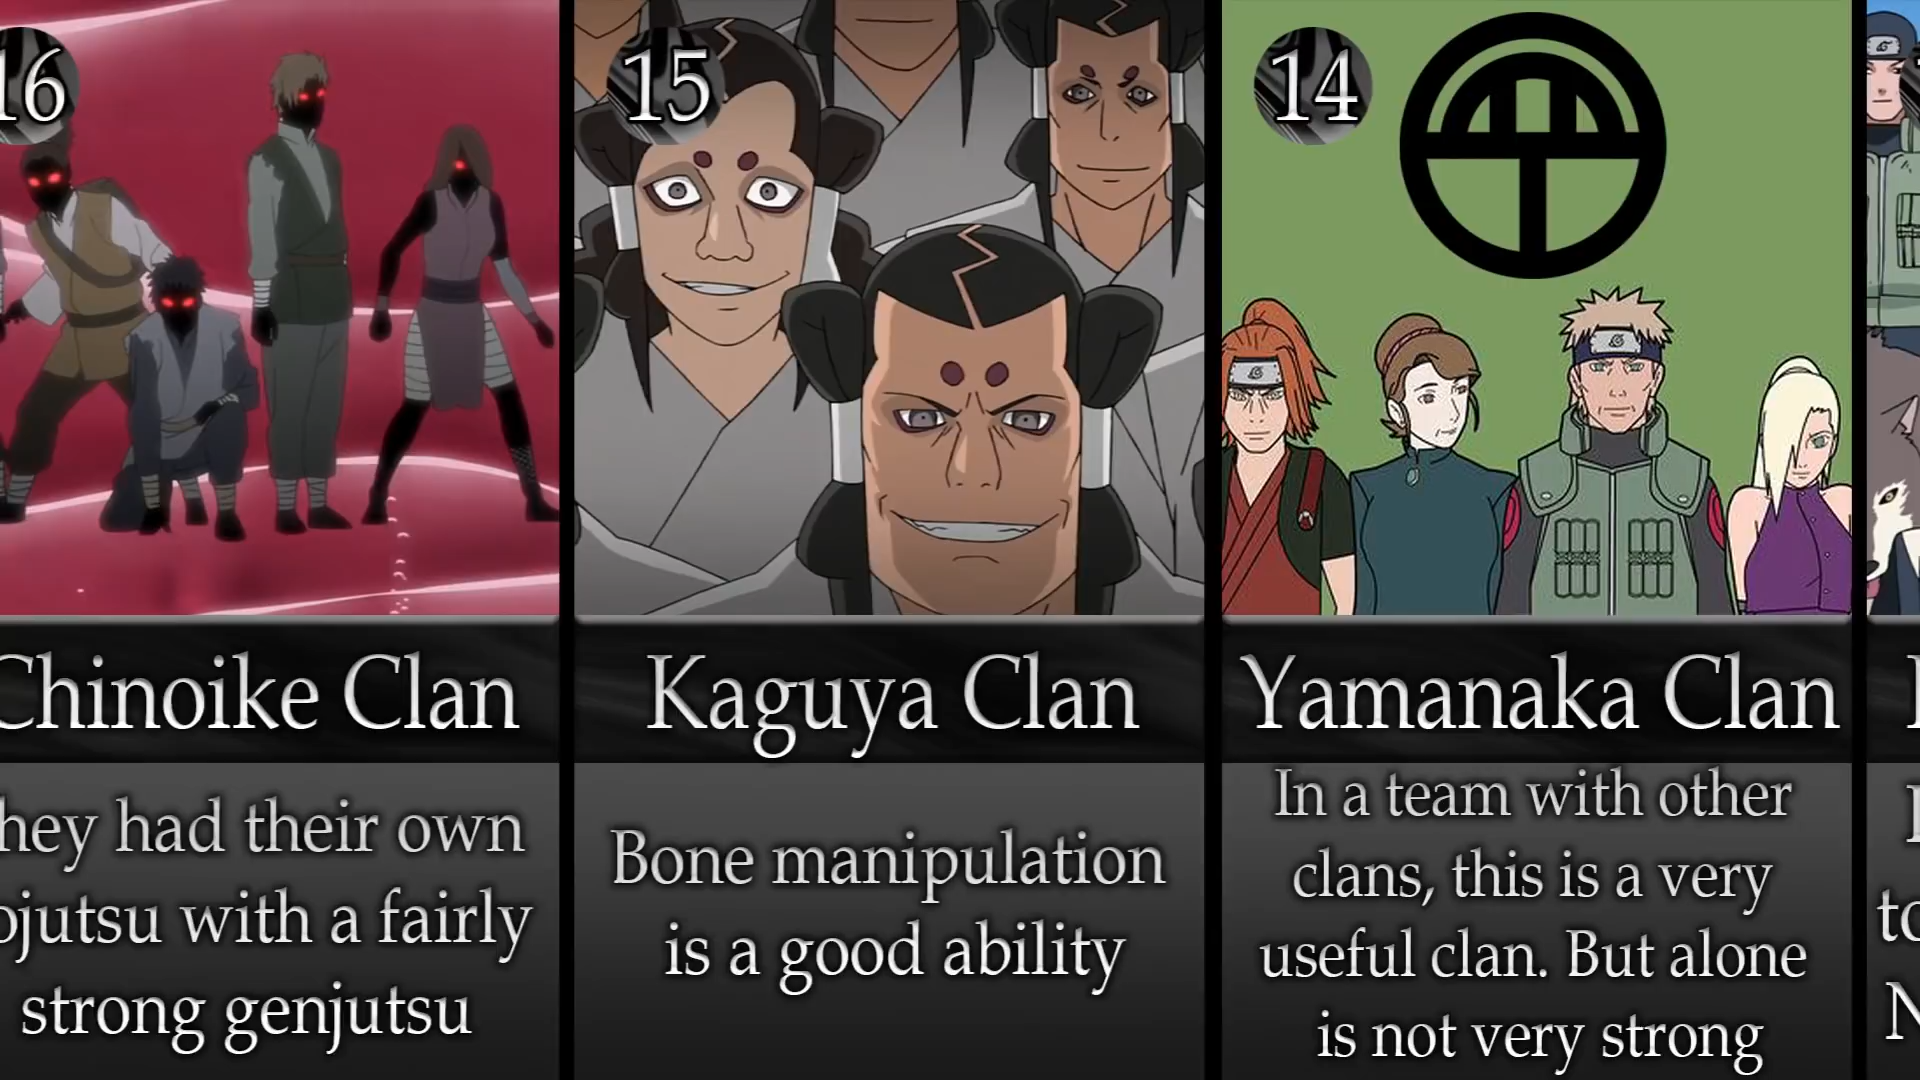 16
Chinoike Clan
hey had their own
ojutsu with a fairly
strong genjutsu
15
Kaguya Clan
Bone manipulation
is a good ability
14
Yamanaka Clan
In a team with other
clans, this is a very
useful clan. But alone
is not very strong
to
N